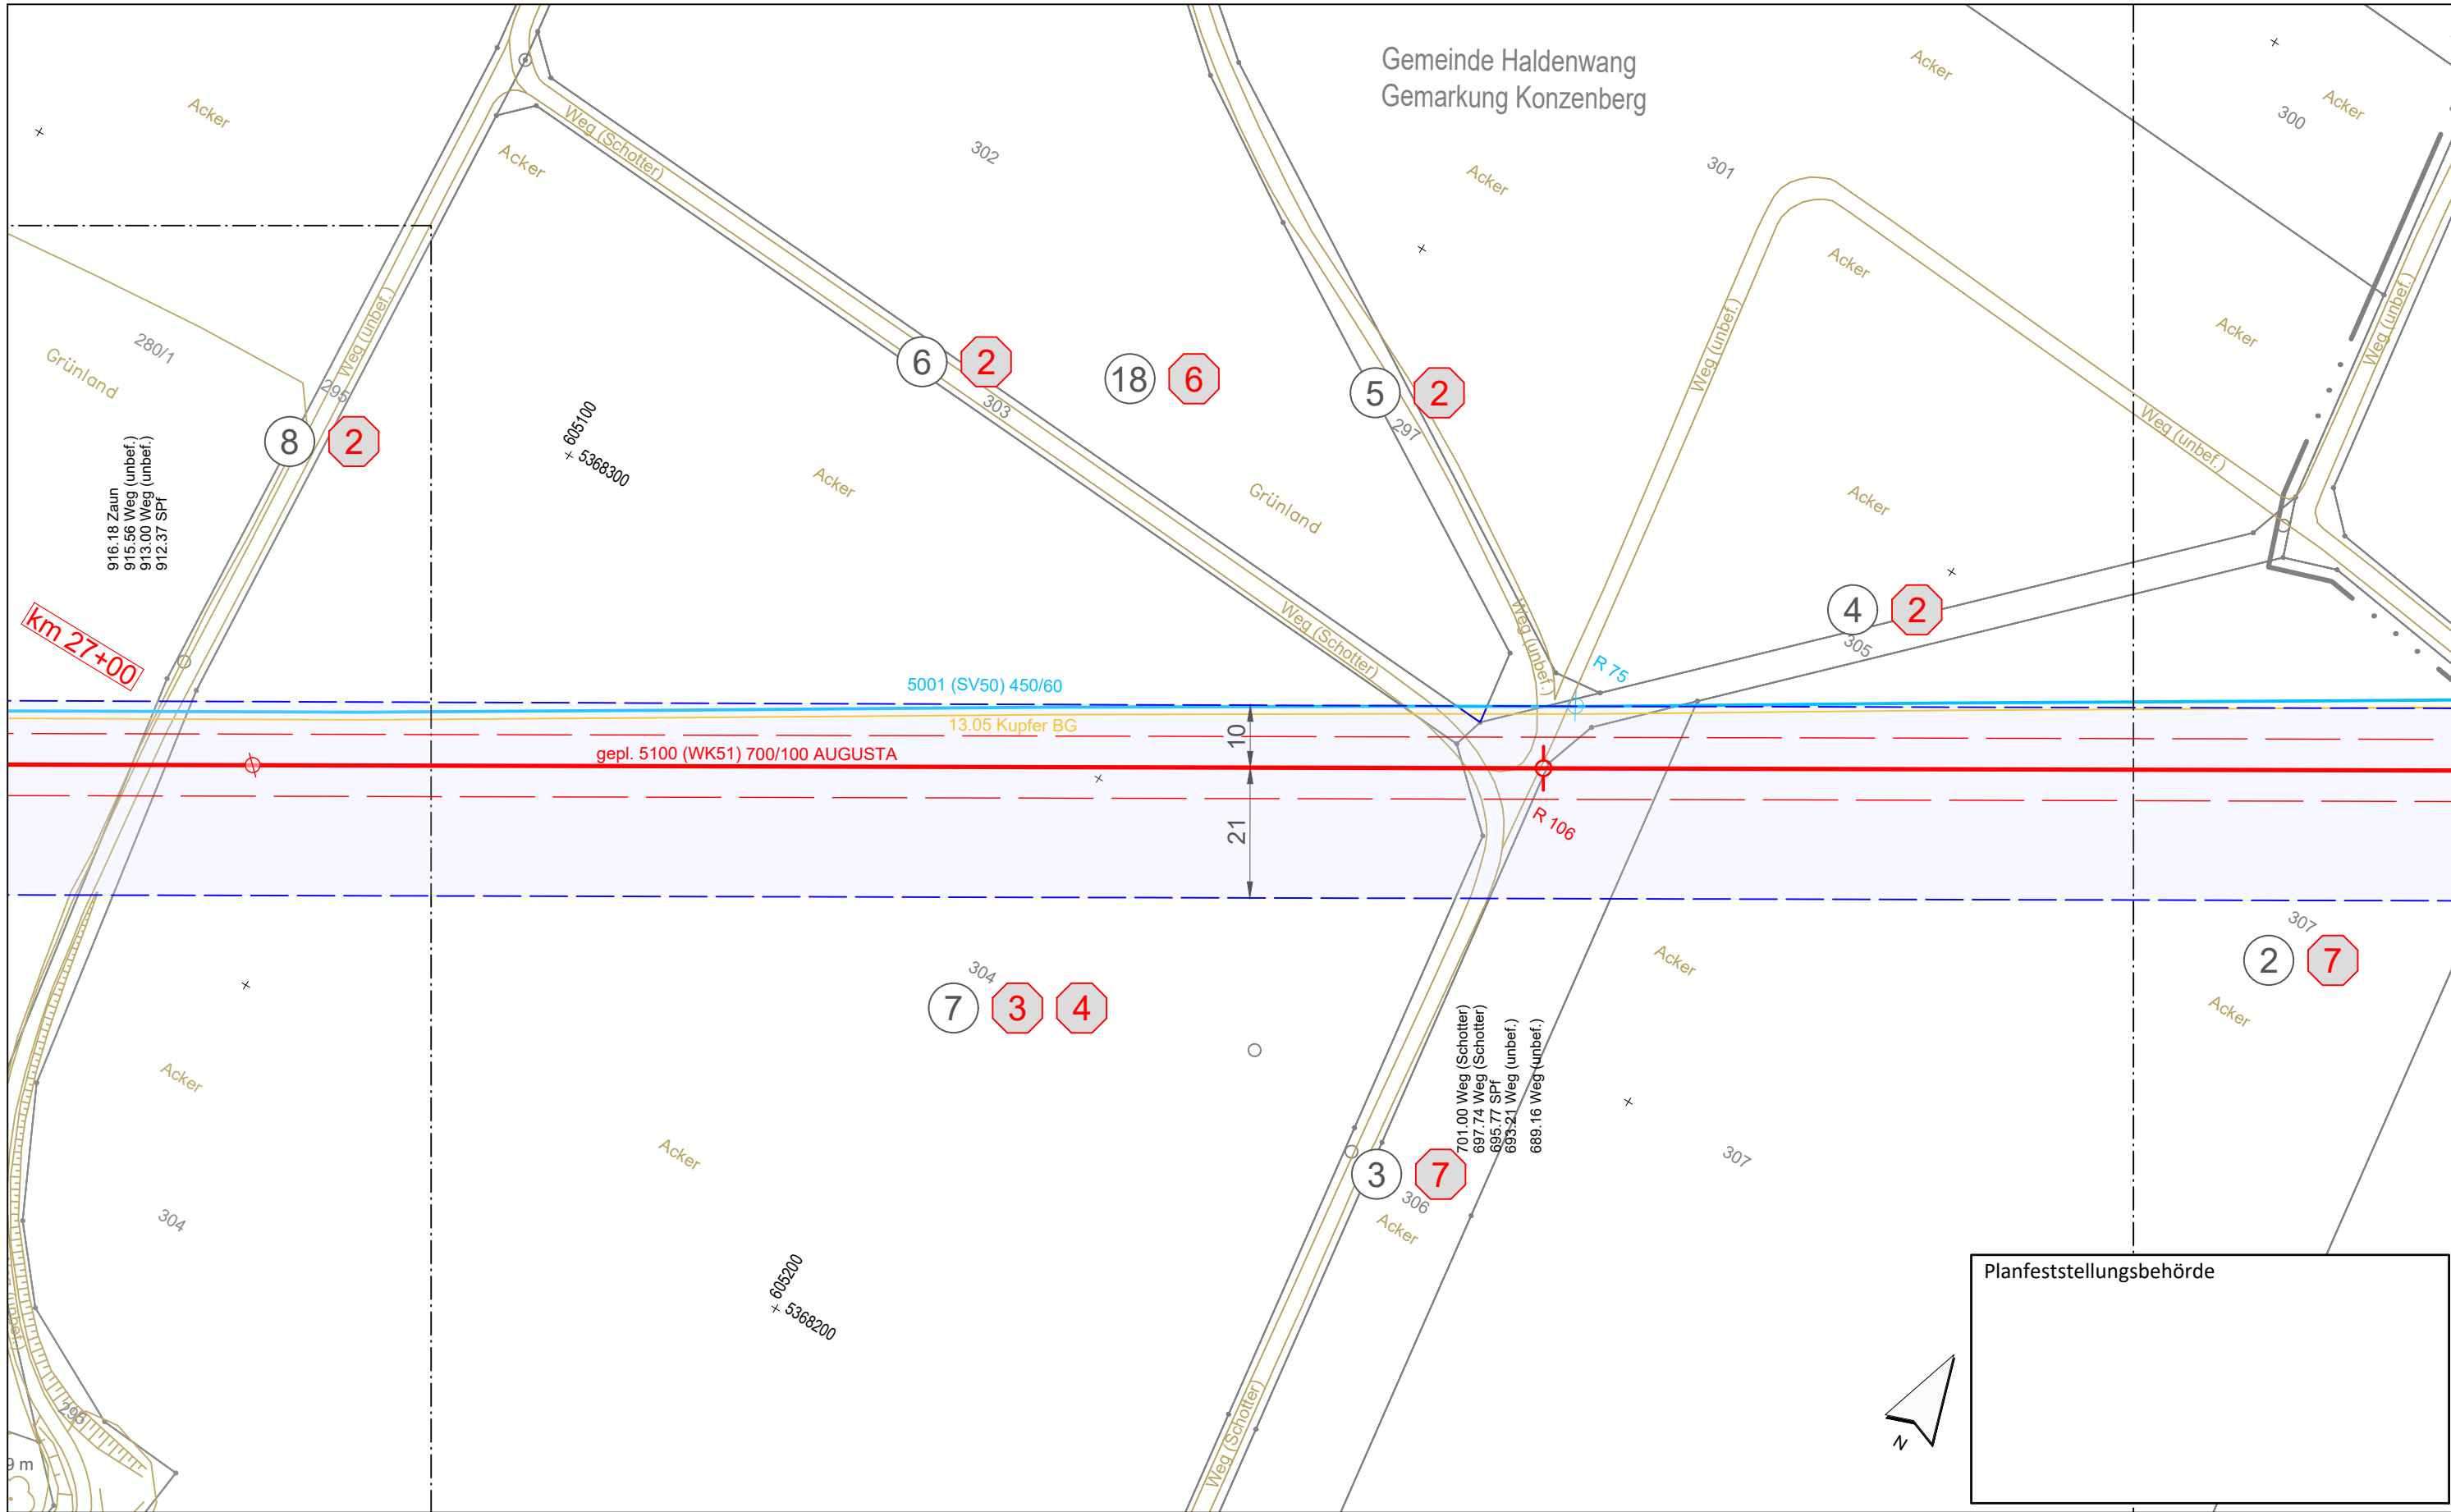 Gemeinde Haldenwang
Gemarkung Konzenberg
Acker
Acker
Weg (Schotter)
302
Acker
301
Acker
300
Acker
280/1
Grünland
Weg (unbef.)
295
8
2
605100
5368300
6
2
303
18
6
5
2
297
Acker
Grünland
Acker
Weg (unbef.)
Acker
Acker
Weg (unbef.)
Weg (unbef.)
916.18 Zaun
915.56 Weg (unbef.)
913.00 Weg (unbef.)
912.37 SPf
km 27+00
Weg (Schotter)
Weg (unbef.)
4
2
305
R 75
5001 (SV50) 450/60
13.05 Kupfer BG
gepl. 5100 (WK51) 700/100 AUGUSTA
10
21
R 106
304
7
3
4
Acker
307
2
7
Acker
701.00 Weg (Schotter)
697.74 Weg (Schotter)
695.77 SPf
693.21 Weg (unbef.)
689.16 Weg (unbef.)
Acker
Acker
3
7
306
Acker
307
304
605200
5368200
Weg (Schotter)
9 m
N
Planfeststellungsbehörde